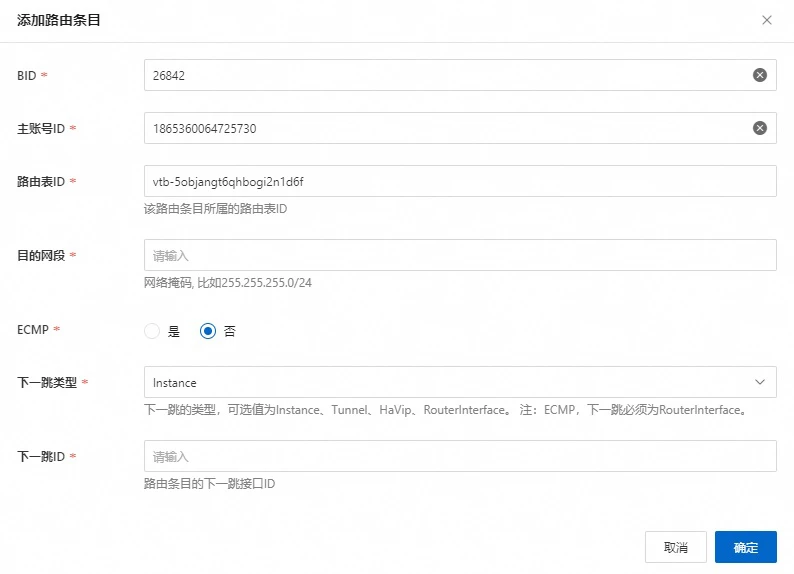 添加路由条目
BID *
26842
主账号ID *
1865360064725730
路由表ID *
vtb-5objangt6qhbogi2n1d6f
该路由条目所属的路由表ID
目的网段 *
请输入
网络掩码, 比如255.255.255.0/24
ECMP *
是 否
下一跳类型 *
Instance
下一跳的类型，可选值为Instance、Tunnel、HaVip、RouterInterface。 注：ECMP，下一跳必须为RouterInterface。
下一跳ID *
请输入
路由条目的下一跳接口ID
取消 确定